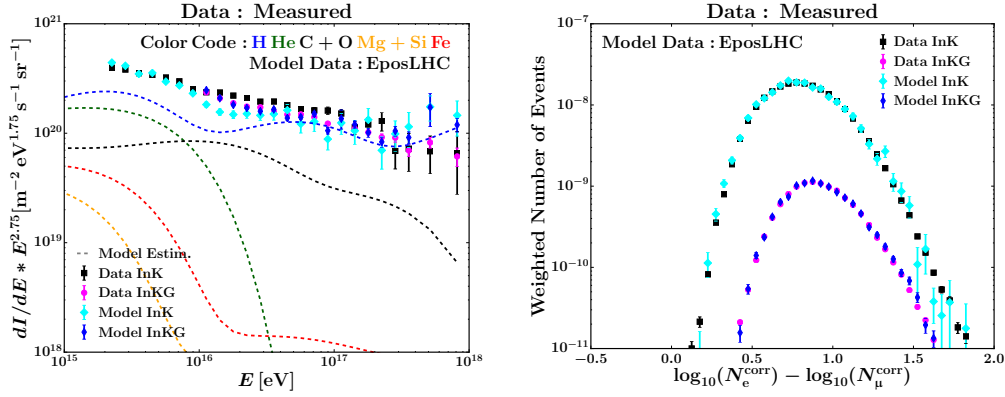 Data : Measured
10^21
10^20
10^19
10^18
dI/dE * E^2.75 [m^−2 eV^1.75 s^−1 sr^−1]
Color Code : H He C + O Mg + Si Fe
Model Data : EposLHC
Model Estim.
Data InK
Data InKG
Model InK
Model InKG
10^15 10^16 10^17 10^18
E [eV]
Data : Measured
10^−7
10^−8
10^−9
10^−10
10^−11
Weighted Number of Events
Model Data : EposLHC
Data InK
Data InKG
Model InK
Model InKG
−0.5 0.0 0.5 1.0 1.5 2.0
log10(N_e^corr) − log10(N_μ^corr)